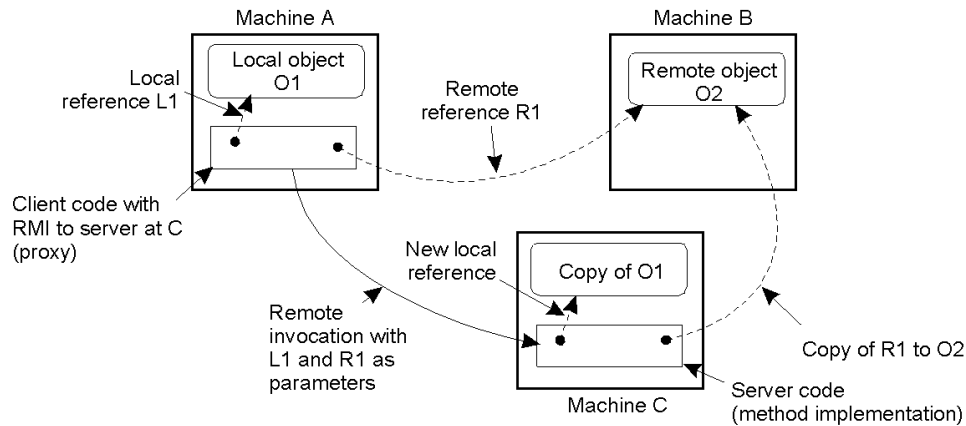 Machine A
Machine B
Local object
O1
Remote object
O2
Local
reference L1
Remote
reference R1
Client code with
RMI to server at C
(proxy)
New local
reference
Copy of O1
Remote
invocation with
L1 and R1 as
parameters
Copy of R1 to O2
Server code
(method implementation)
Machine C